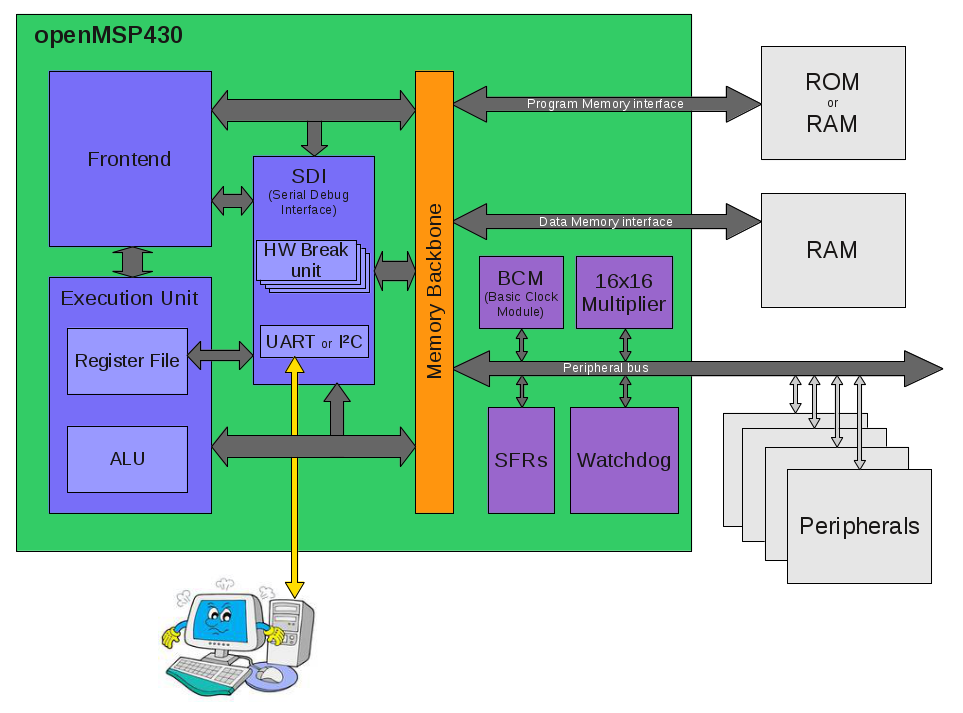 openMSP430
Frontend
SDI
(Serial Debug
Interface)
HW Break
unit
UART or I²C
Execution Unit
Register File
ALU
Memory Backbone
Program Memory interface
Data Memory interface
BCM
(Basic Clock
Module)
16x16
Multiplier
Peripheral bus
SFRs
Watchdog
ROM
or
RAM
RAM
Peripherals